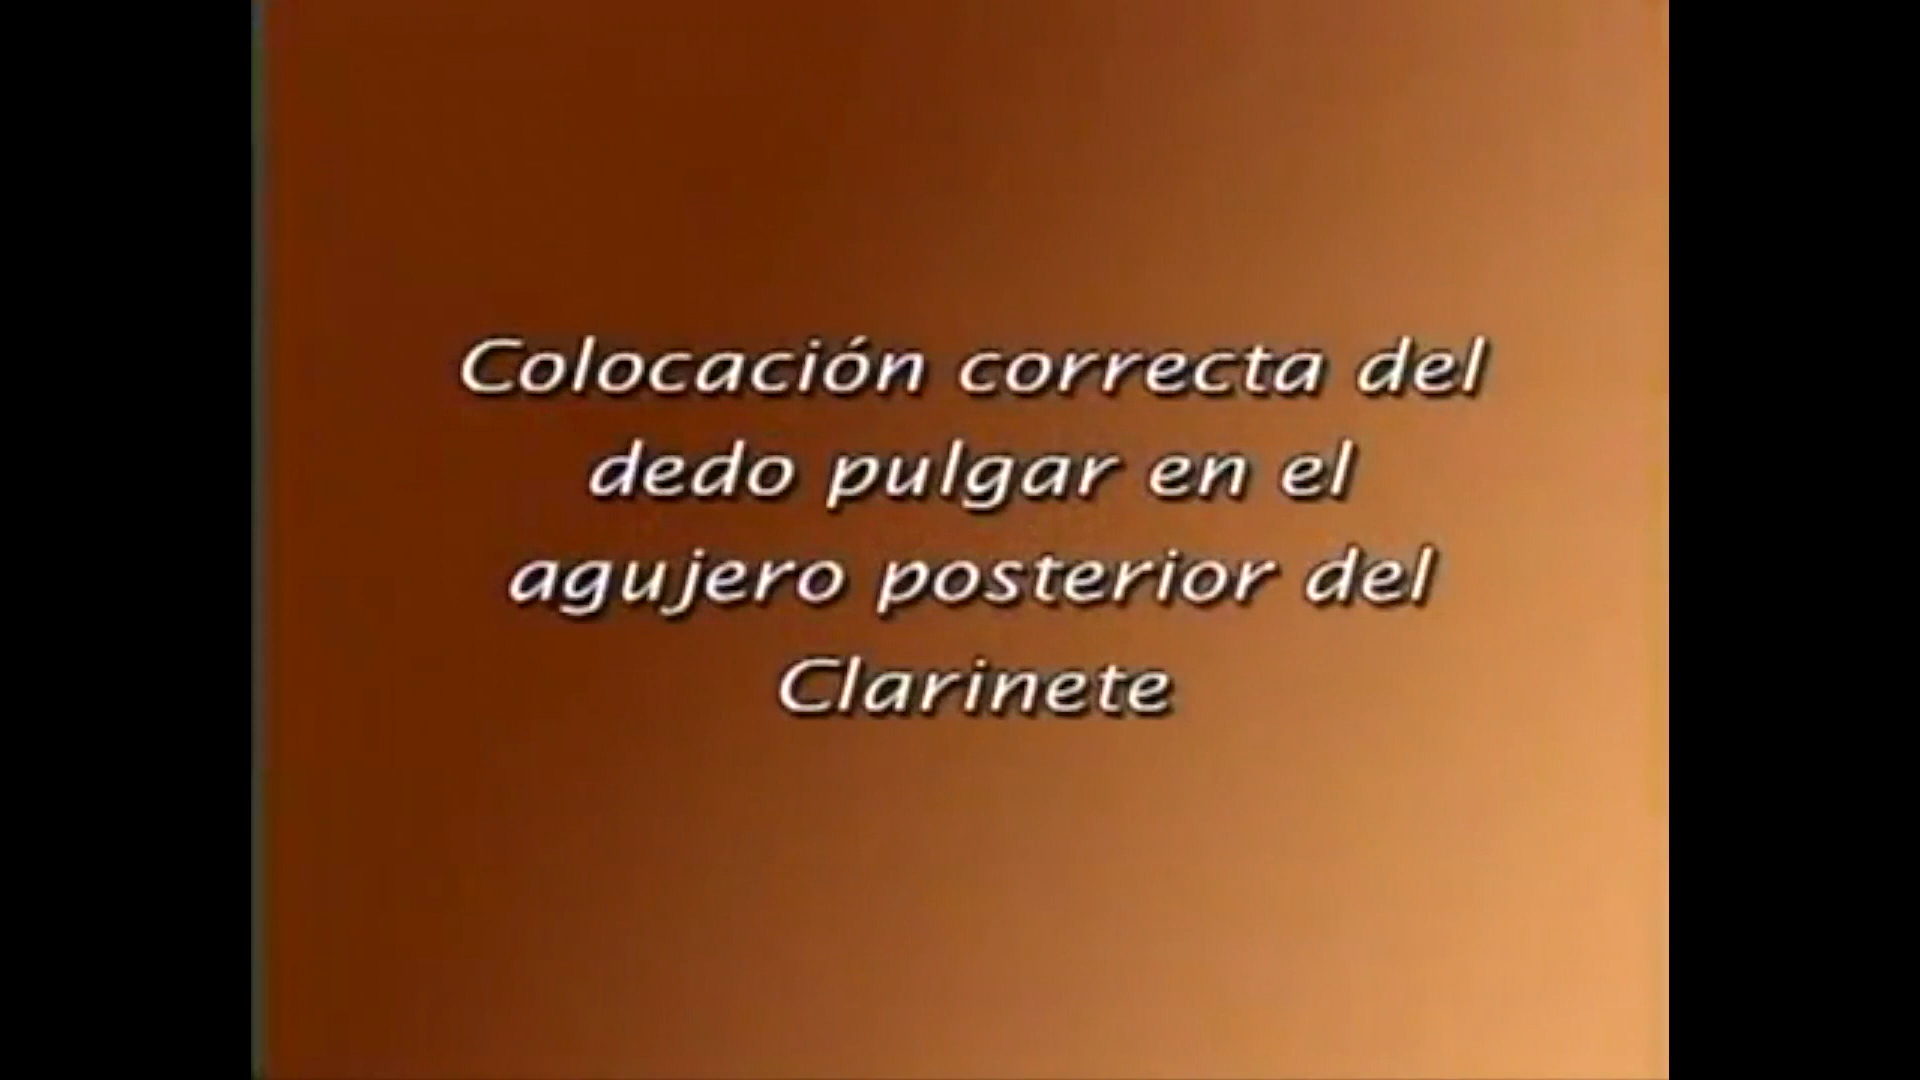 Colocación correcta del
dedo pulgar en el
agujero posterior del
Clarinete